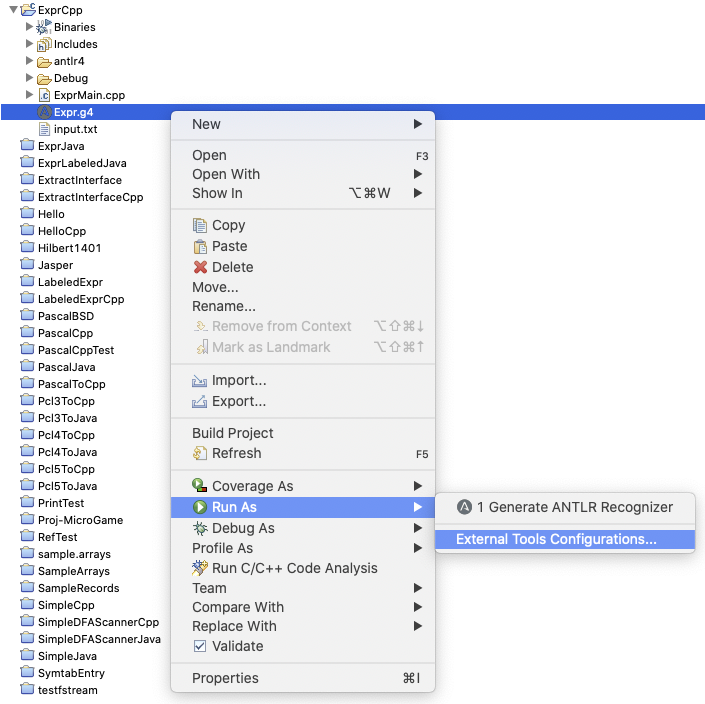 ExprCpp
Binaries
Includes
antlr4
Debug
ExprMain.cpp
Expr.g4
input.txt
ExprJava
ExprLabeledJava
ExtractInterface
ExtractInterfaceCpp
Hello
HelloCpp
Hilbert1401
Jasper
LabeledExpr
LabeledExprCpp
PascalBSD
PascalCpp
PascalCppTest
PascalJava
PascalToCpp
Pcl3ToCpp
Pcl3ToJava
Pcl4ToCpp
Pcl4ToJava
Pcl5ToCpp
Pcl5ToJava
PrintTest
Proj-MicroGame
RefTest
sample.arrays
SampleArrays
SampleRecords
SimpleCpp
SimpleDFAScannerCpp
SimpleDFAScannerJava
SimpleJava
SymtabEntry
testfstream
New
Open F3
Open With
Show In ⌥⌘W
Copy
Paste
Delete
Move...
Rename...
Remove from Context ⌥⇧⌘↓
Mark as Landmark ⌥⇧⌘↑
Import...
Export...
Build Project
Refresh F5
Coverage As
Run As
Debug As
Profile As
Run C/C++ Code Analysis
Team
Compare With
Replace With
Validate
Properties ⌘I
1 Generate ANTLR Recognizer
External Tools Configurations...